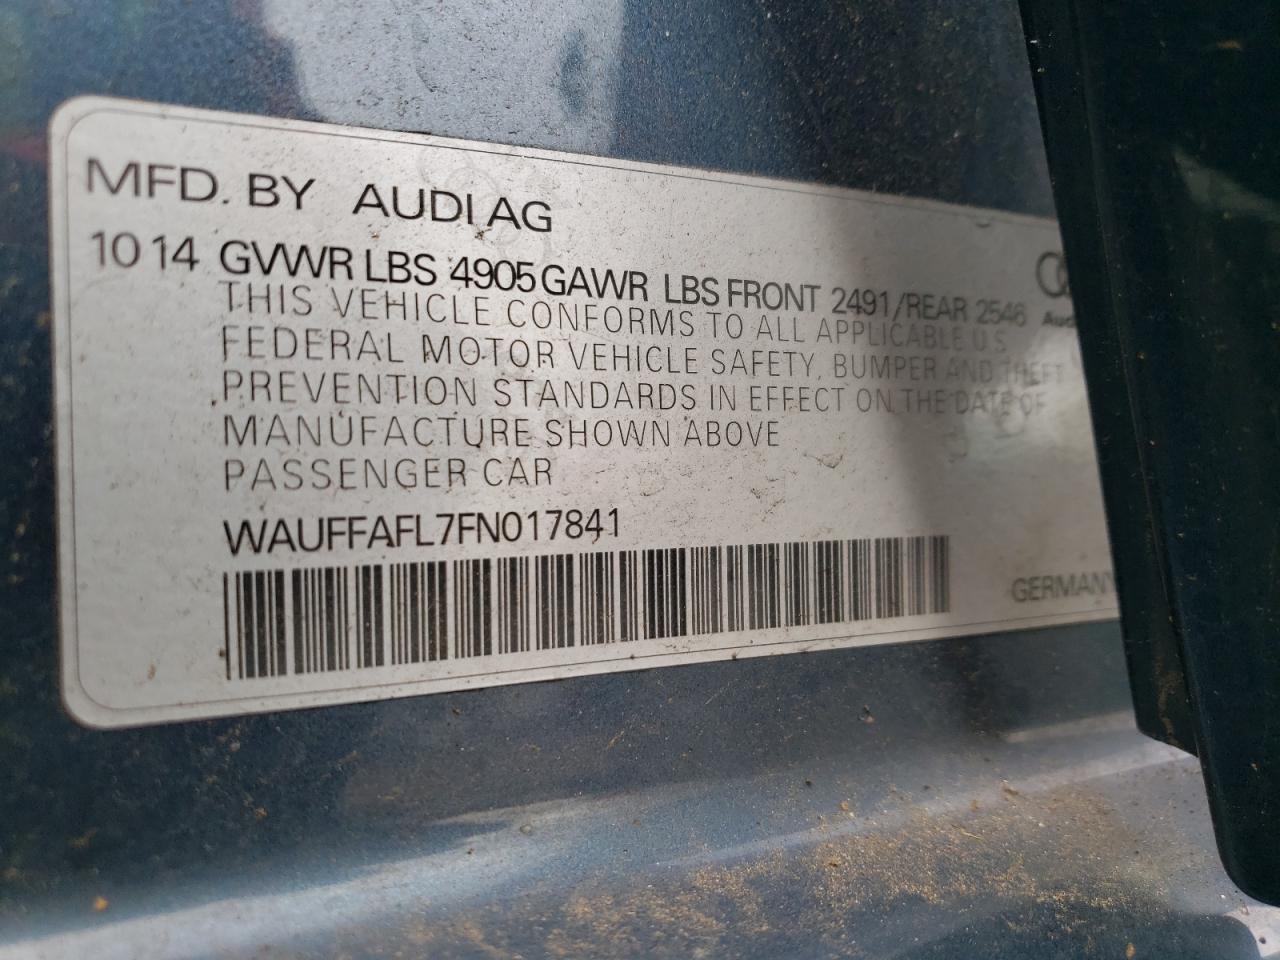 MFD. BY AUDI AG
10 14 GVWR LBS 4905 GAWR LBS FRONT 2491/REAR 2546
Aud
THIS VEHICLE CONFORMS TO ALL APPLICABLE U.S.
FEDERAL MOTOR VEHICLE SAFETY, BUMPER AND THEFT
PREVENTION STANDARDS IN EFFECT ON THE DATE OF
MANUFACTURE SHOWN ABOVE
PASSENGER CAR
WAUFFAFL7FN017841
GERMANY